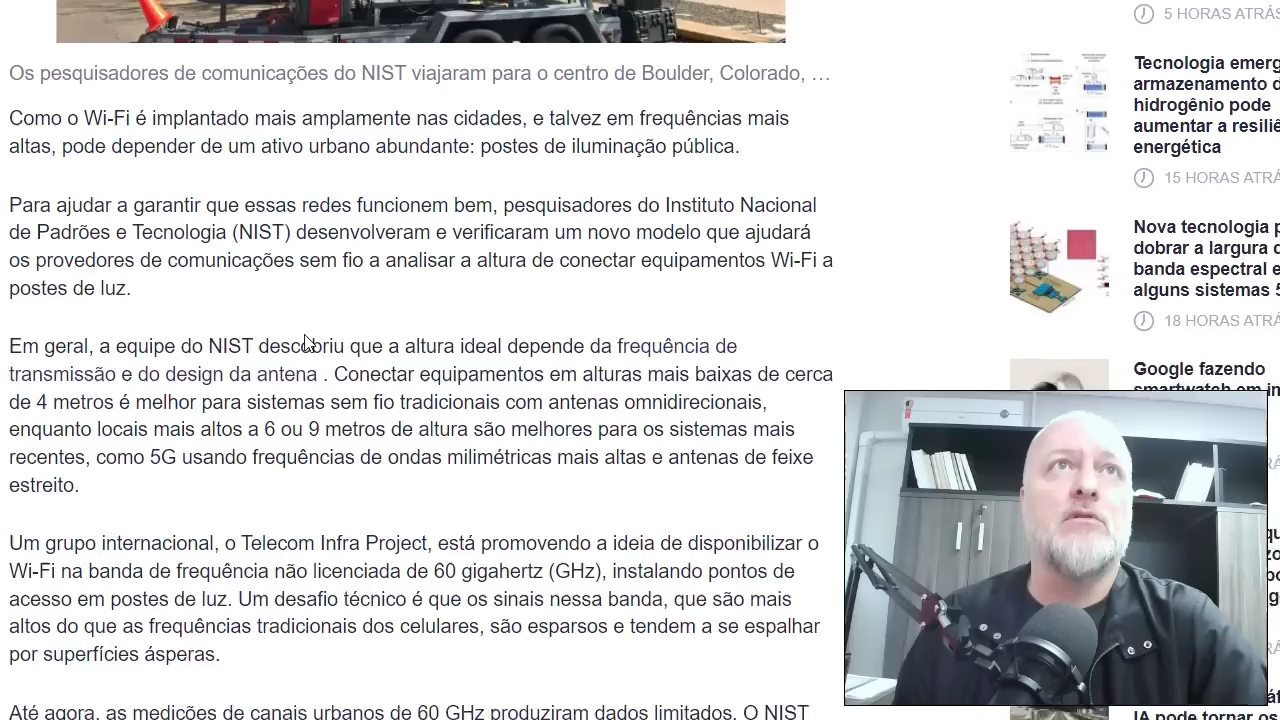 Os pesquisadores de comunicações do NIST viajaram para o centro de Boulder, Colorado, …
Como o Wi-Fi é implantado mais amplamente nas cidades, e talvez em frequências mais
altas, pode depender de um ativo urbano abundante: postes de iluminação pública.
Para ajudar a garantir que essas redes funcionem bem, pesquisadores do Instituto Nacional
de Padrões e Tecnologia (NIST) desenvolveram e verificaram um novo modelo que ajudará
os provedores de comunicações sem fio a analisar a altura de conectar equipamentos Wi-Fi a
postes de luz.
Em geral, a equipe do NIST descobriu que a altura ideal depende da frequência de
transmissão e do design da antena . Conectar equipamentos em alturas mais baixas de cerca
de 4 metros é melhor para sistemas sem fio tradicionais com antenas omnidirecionais,
enquanto locais mais altos a 6 ou 9 metros de altura são melhores para os sistemas mais
recentes, como 5G usando frequências de ondas milimétricas mais altas e antenas de feixe
estreito.
Um grupo internacional, o Telecom Infra Project, está promovendo a ideia de disponibilizar o
Wi-Fi na banda de frequência não licenciada de 60 gigahertz (GHz), instalando pontos de
acesso em postes de luz. Um desafio técnico é que os sinais nessa banda, que são mais
altos do que as frequências tradicionais dos celulares, são esparsos e tendem a se espalhar
por superfícies ásperas.
Até agora, as medições de canais urbanos de 60 GHz produziram dados limitados. O NIST
5 HORAS ATRÁS
Tecnologia emerg
armazenamento d
hidrogênio pode
aumentar a resiliê
energética
15 HORAS ATRÁ
Nova tecnologia p
dobrar a largura d
banda espectral e
alguns sistemas 5
18 HORAS ATRÁ
Google fazendo
smartwatch em in
IA pode tornar o